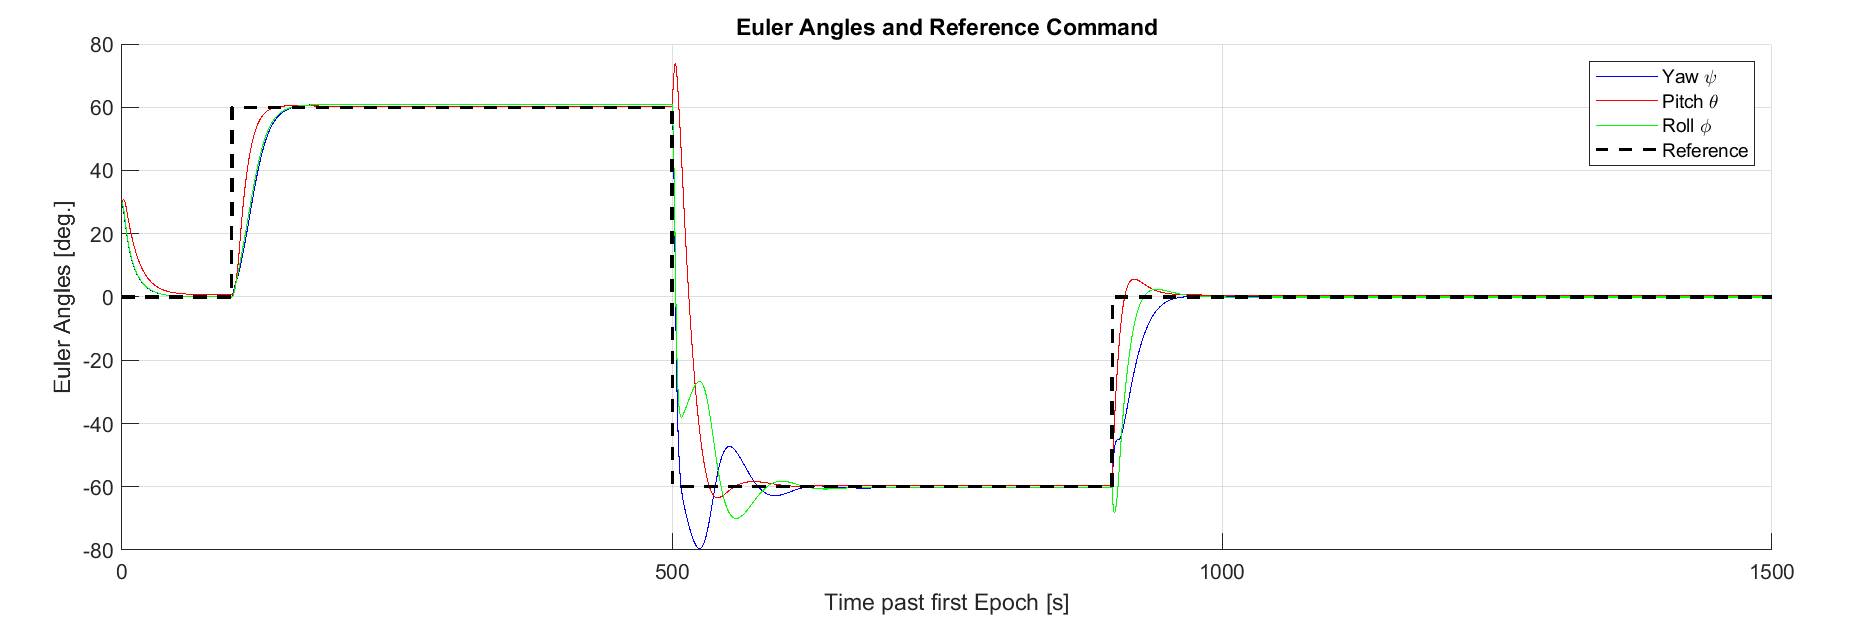 Euler Angles and Reference Command
80
60
40
20
0
-20
-40
-60
-80
Euler Angles [deg.]
Yaw ψ
Pitch θ
Roll ϕ
Reference
0
500
1000
1500
Time past first Epoch [s]